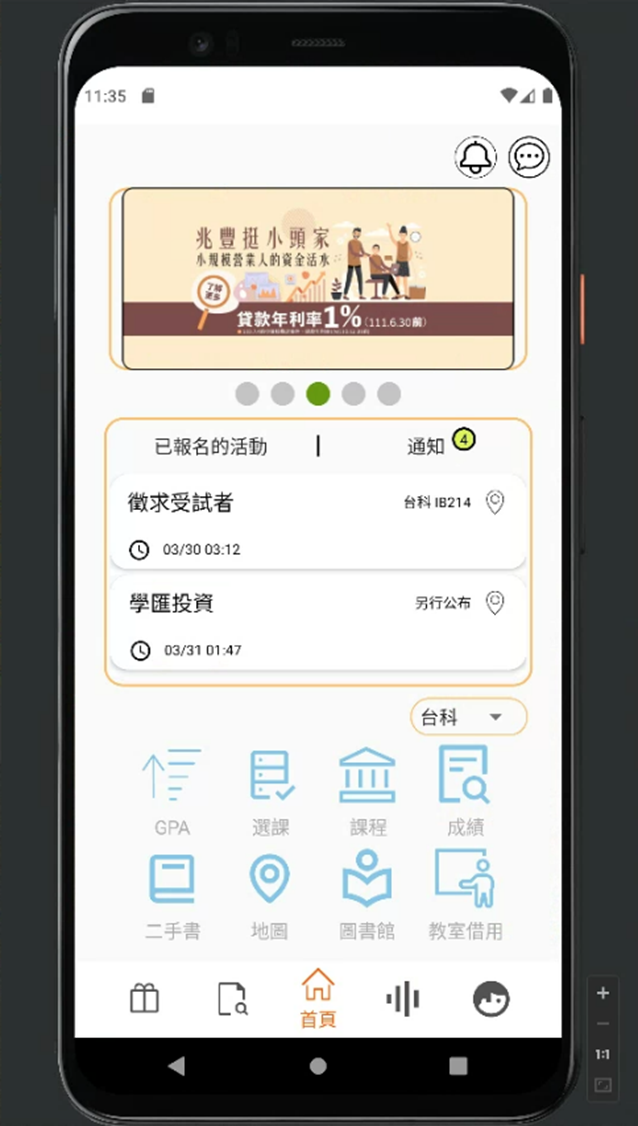 11:35
兆豐挺小頭家
小規模營業人的資金活水
了解
更多
貸款年利率1%(111.6.30前)
已報名的活動 | 通知 4
徵求受試者 台科 IB214
03/30 03:12
學匯投資 另行公布
03/31 01:47
台科
GPA 選課 課程 成績
二手書 地圖 圖書館 教室借用
首頁
1:1